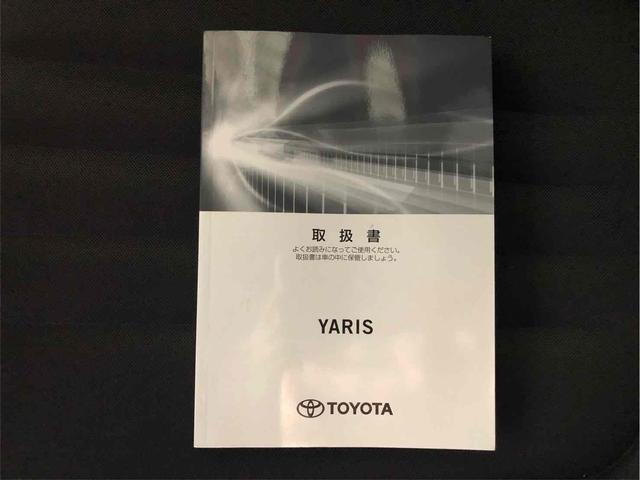 取扱書
よくお読みになってご使用ください。
取扱書は車の中に保管しましょう。
YARIS
TOYOTA